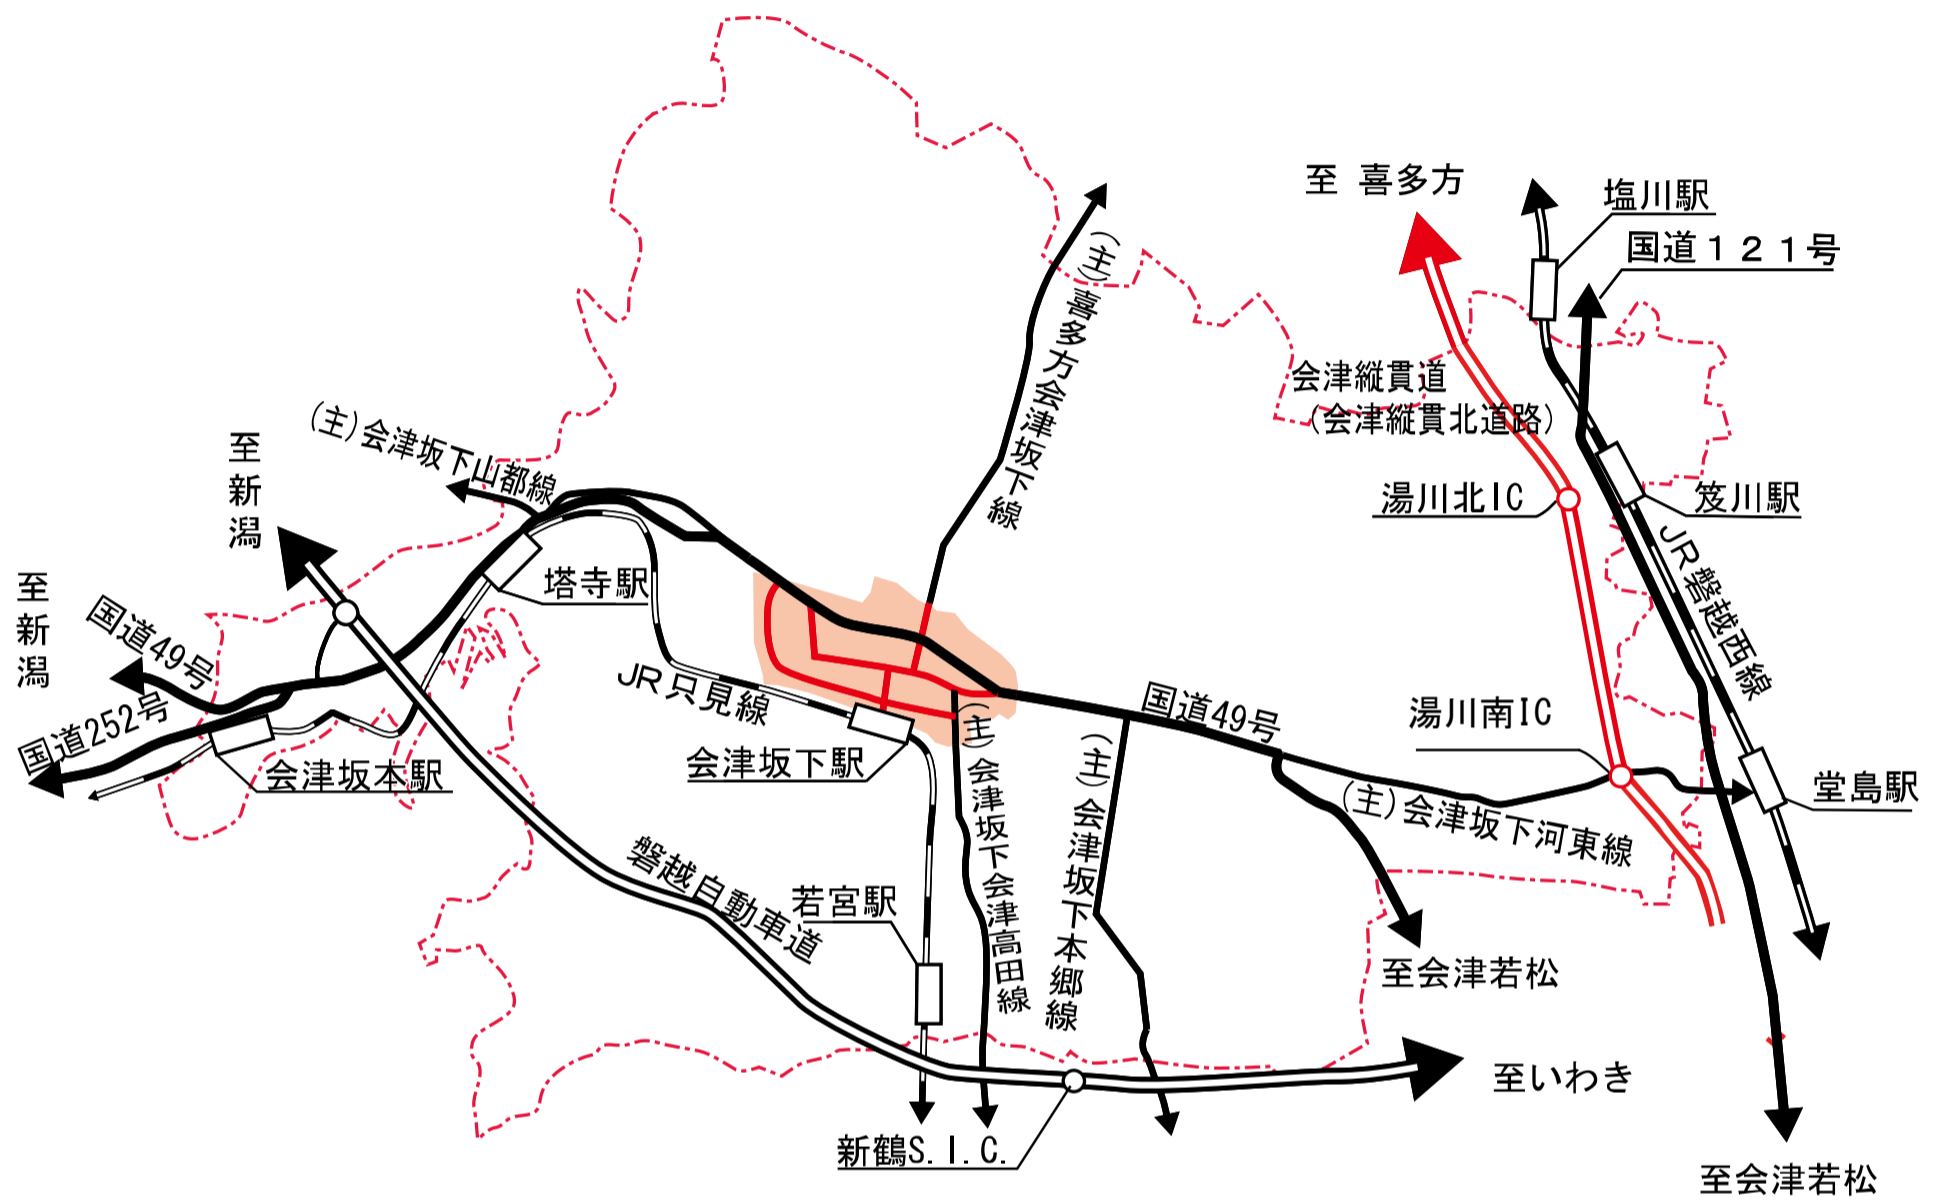 至 喜多方
塩川駅
国道１２１号
(主)喜多方会津坂下線
会津縦貫道
(会津縦貫北道路)
(主)会津坂下山都線
至新潟
湯川北IC
笈川駅
JR磐越西線
塔寺駅
至新潟
国道49号
国道252号
JR只見線
会津坂本駅
会津坂下駅
国道49号
湯川南IC
堂島駅
(主)会津坂下河東線
(主)会津坂下会津高田線
(主)会津坂下本郷線
磐越自動車道
若宮駅
至会津若松
至いわき
新鶴S.I.C.
至会津若松